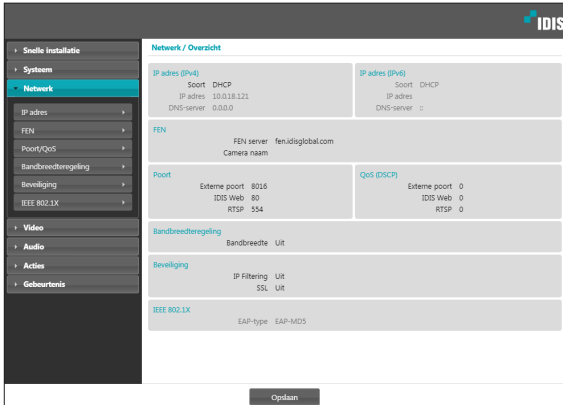 IDIS
Snelle installatie
Systeem
Netwerk
IP adres
FEN
Poort/QoS
Bandbreedteregeling
Beveiliging
IEEE 802.1X
Video
Audio
Acties
Gebeurtenis
Netwerk / Overzicht
IP adres (IPv4)
Soort DHCP
IP adres 10.0.18.121
DNS-server 0.0.0.0
IP adres (IPv6)
Soort DHCP
IP adres
DNS-server ::
FEN
FEN server fen.idisglobal.com
Camera naam
Poort
Externe poort 8016
IDIS Web 80
RTSP 554
QoS (DSCP)
Externe poort 0
IDIS Web 0
RTSP 0
Bandbreedteregeling
Bandbreedte Uit
Beveiliging
IP Filtering Uit
SSL Uit
IEEE 802.1X
EAP-type EAP-MD5
Opslaan